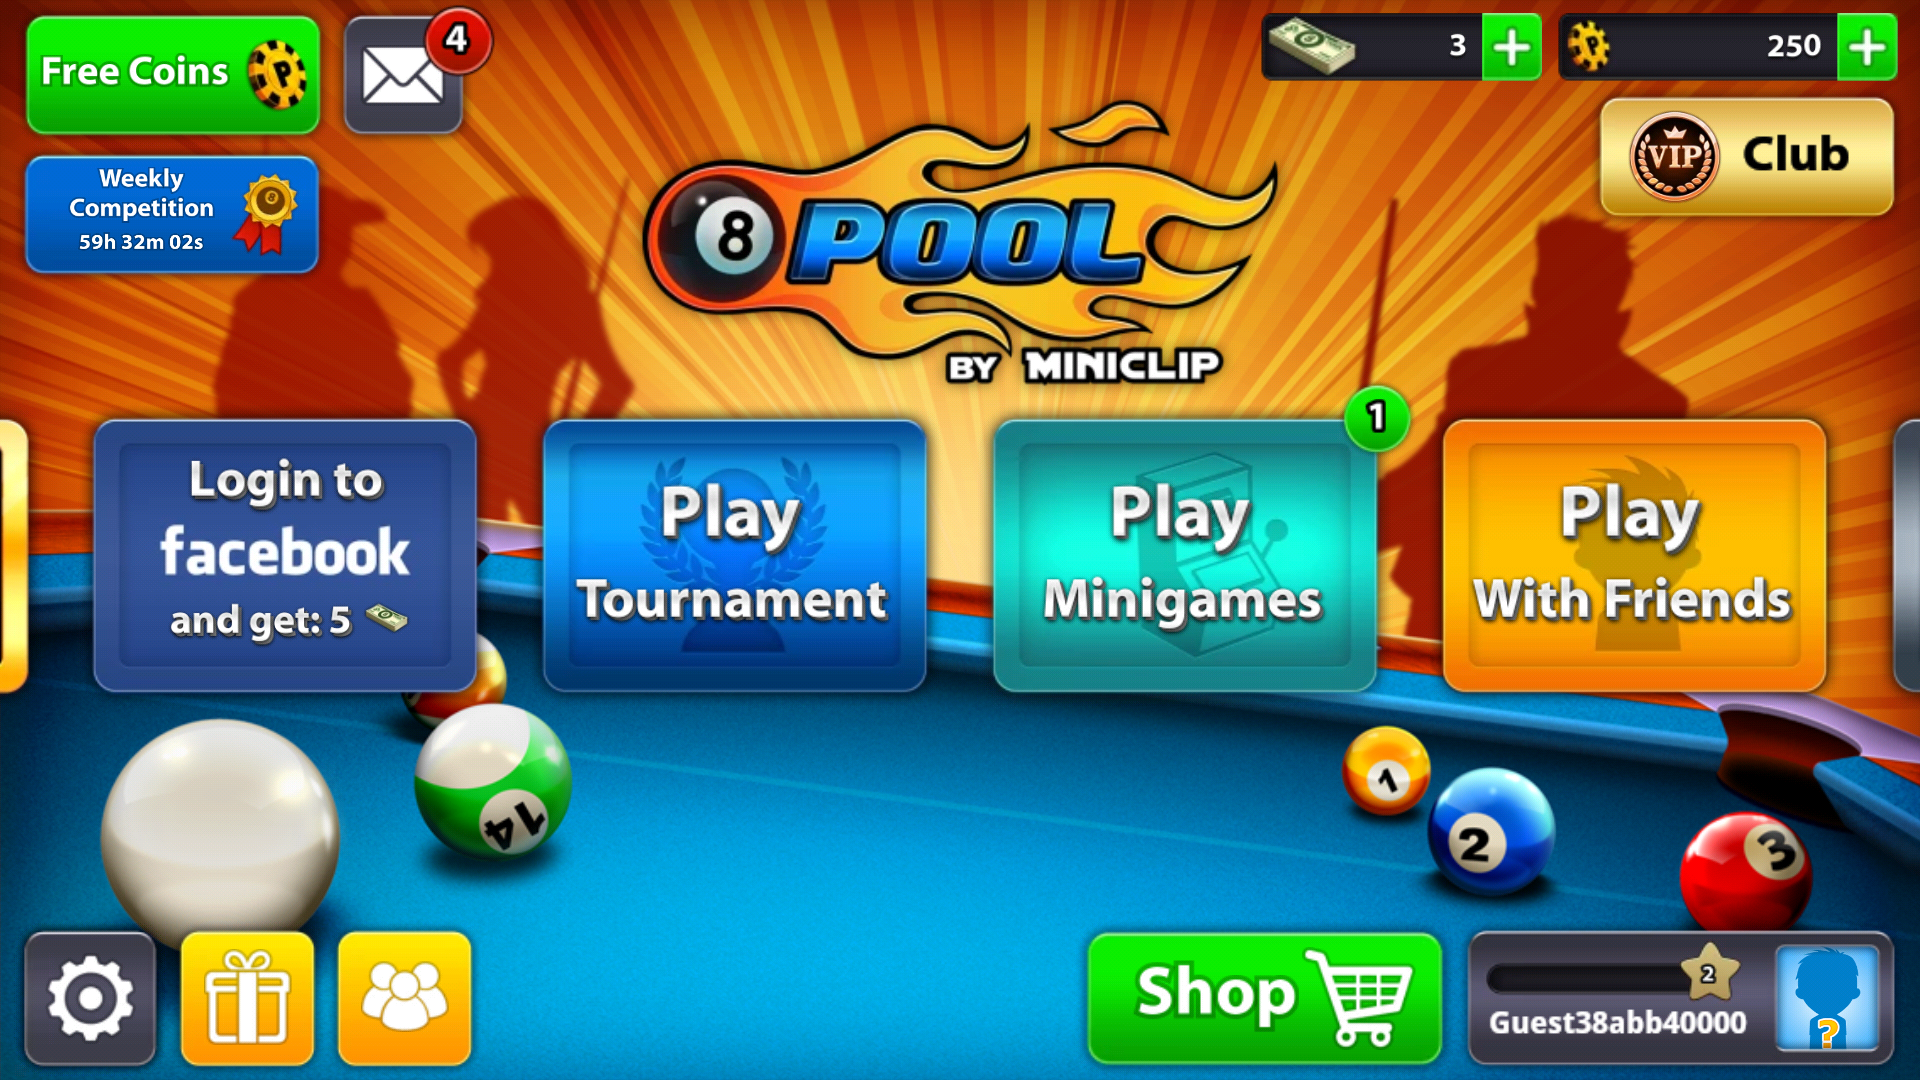 Free Coins
P
4
3
P
250
Weekly
Competition
59h 32m 02s
8
VIP
Club
8 POOL
BY MINICLIP
Login to
facebook
and get: 5
Play
Tournament
1
Play
Minigames
Play
With Friends
14
1
2
3
Shop
2
Guest38abb40000
?